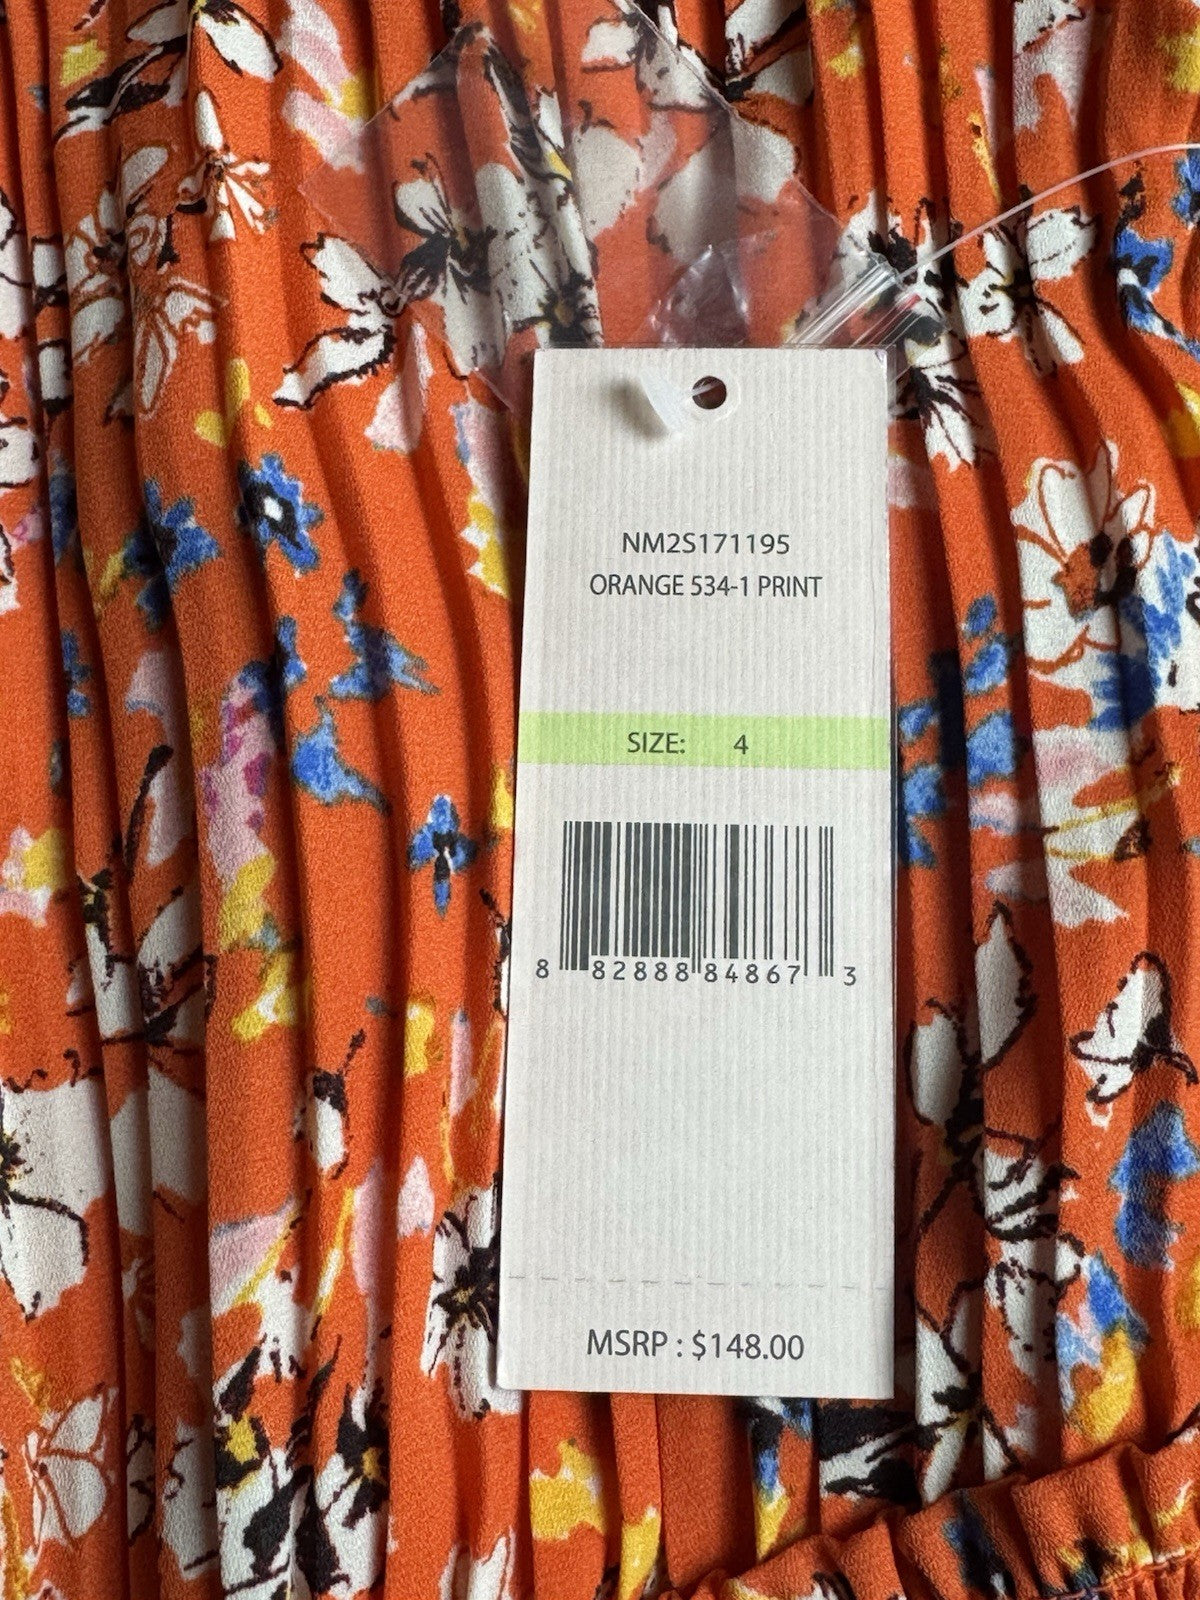 NM2S171195
ORANGE 534-1 PRINT
SIZE: 4
8 82888 84867 3
MSRP : $148.00